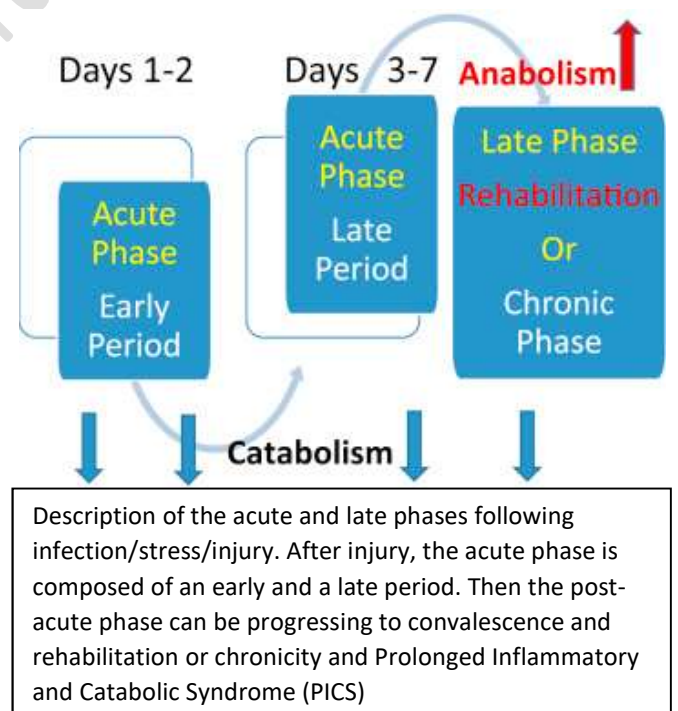 Days 1-2
Days 3-7
Anabolism
Acute
Phase
Early
Period
Acute
Phase
Late
Period
Late Phase
Rehabilitation
Or
Chronic
Phase
Catabolism
Description of the acute and late phases following
infection/stress/injury. After injury, the acute phase is
composed of an early and a late period. Then the post-
acute phase can be progressing to convalescence and
rehabilitation or chronicity and Prolonged Inflammatory
and Catabolic Syndrome (PICS)